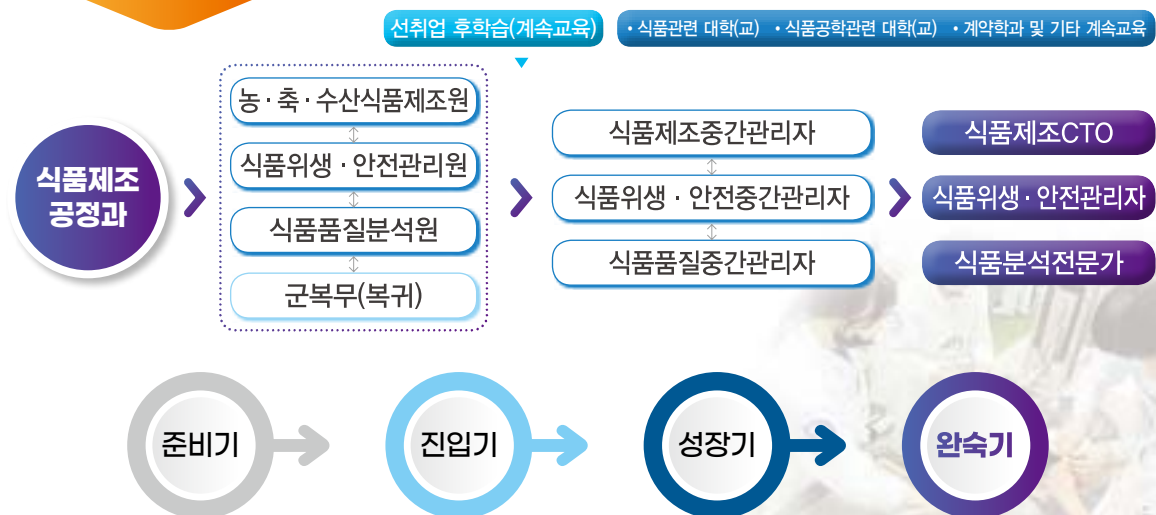 선취업 후학습(계속교육)
• 식품관련 대학(교) • 식품공학관련 대학(교) • 계약학과 및 기타 계속교육
식품제조
공정과
농·축·수산식품제조원
식품위생·안전관리원
식품품질분석원
군복무(복귀)
식품제조중간관리자
식품위생·안전중간관리자
식품품질중간관리자
식품제조CTO
식품위생·안전관리자
식품분석전문가
준비기
진입기
성장기
완숙기